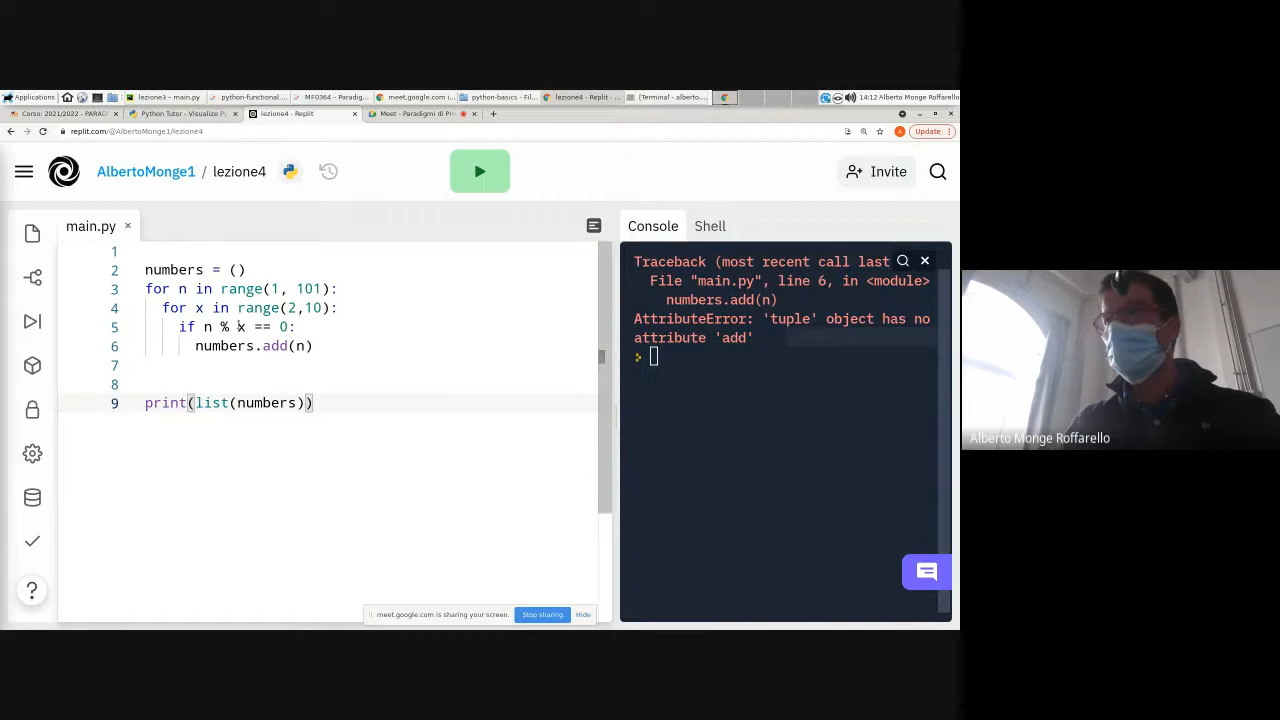 Applications
lezione3 - main.py
python-functional....
MF0364 - Paradig...
meet.google.com i...
python-basics - Fil...
lezione4 - Replit - ...
[Terminal - alberto...
14:12 Alberto Monge Roffarello
Corso: 2021/2022 - PARAD
Python Tutor - Visualize Py
lezione4 - Replit
Meet - Paradigmi di Pr
replit.com/@AlbertoMonge1/lezione4
Update
AlbertoMonge1 / lezione4
Invite
main.py
Console
Shell
1
2 numbers = ()
3 for n in range(1, 101):
4 for x in range(2,10):
5 if n % x == 0:
6 numbers.add(n)
7
8
9 print(list(numbers))
Traceback (most recent call last
File "main.py", line 6, in <module>
numbers.add(n)
AttributeError: 'tuple' object has no
attribute 'add'
Alberto Monge Roffarello
meet.google.com is sharing your screen.
Stop sharing
Hide